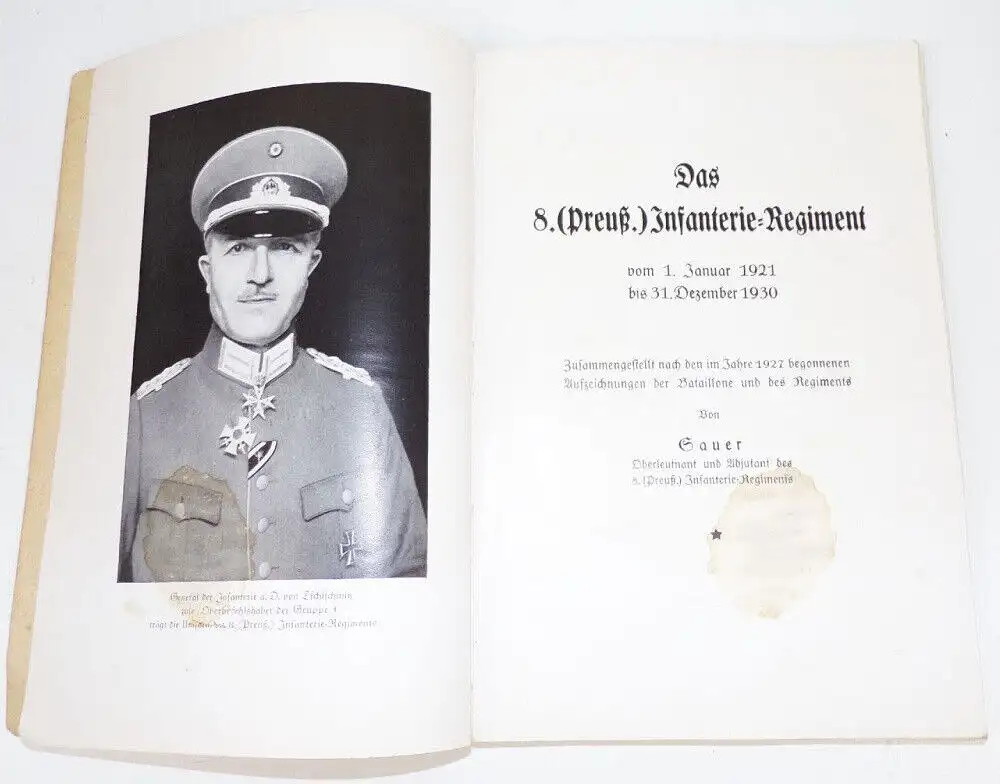 General der Infanterie a. D. von Tschischwitz
wie Oberbefehlshaber der Gruppe 1
trägt die Uniform des 8. (Preuß.) Infanterie-Regiments
Das
8. (Preuß.) Infanterie-Regiment
vom 1. Januar 1921
bis 31. Dezember 1930
Zusammengestellt nach den im Jahre 1927 begonnenen
Aufzeichnungen der Bataillone und des Regiments
Von
Sauer
Oberleutnant und Adjutant des
8. (Preuß.) Infanterie-Regiments